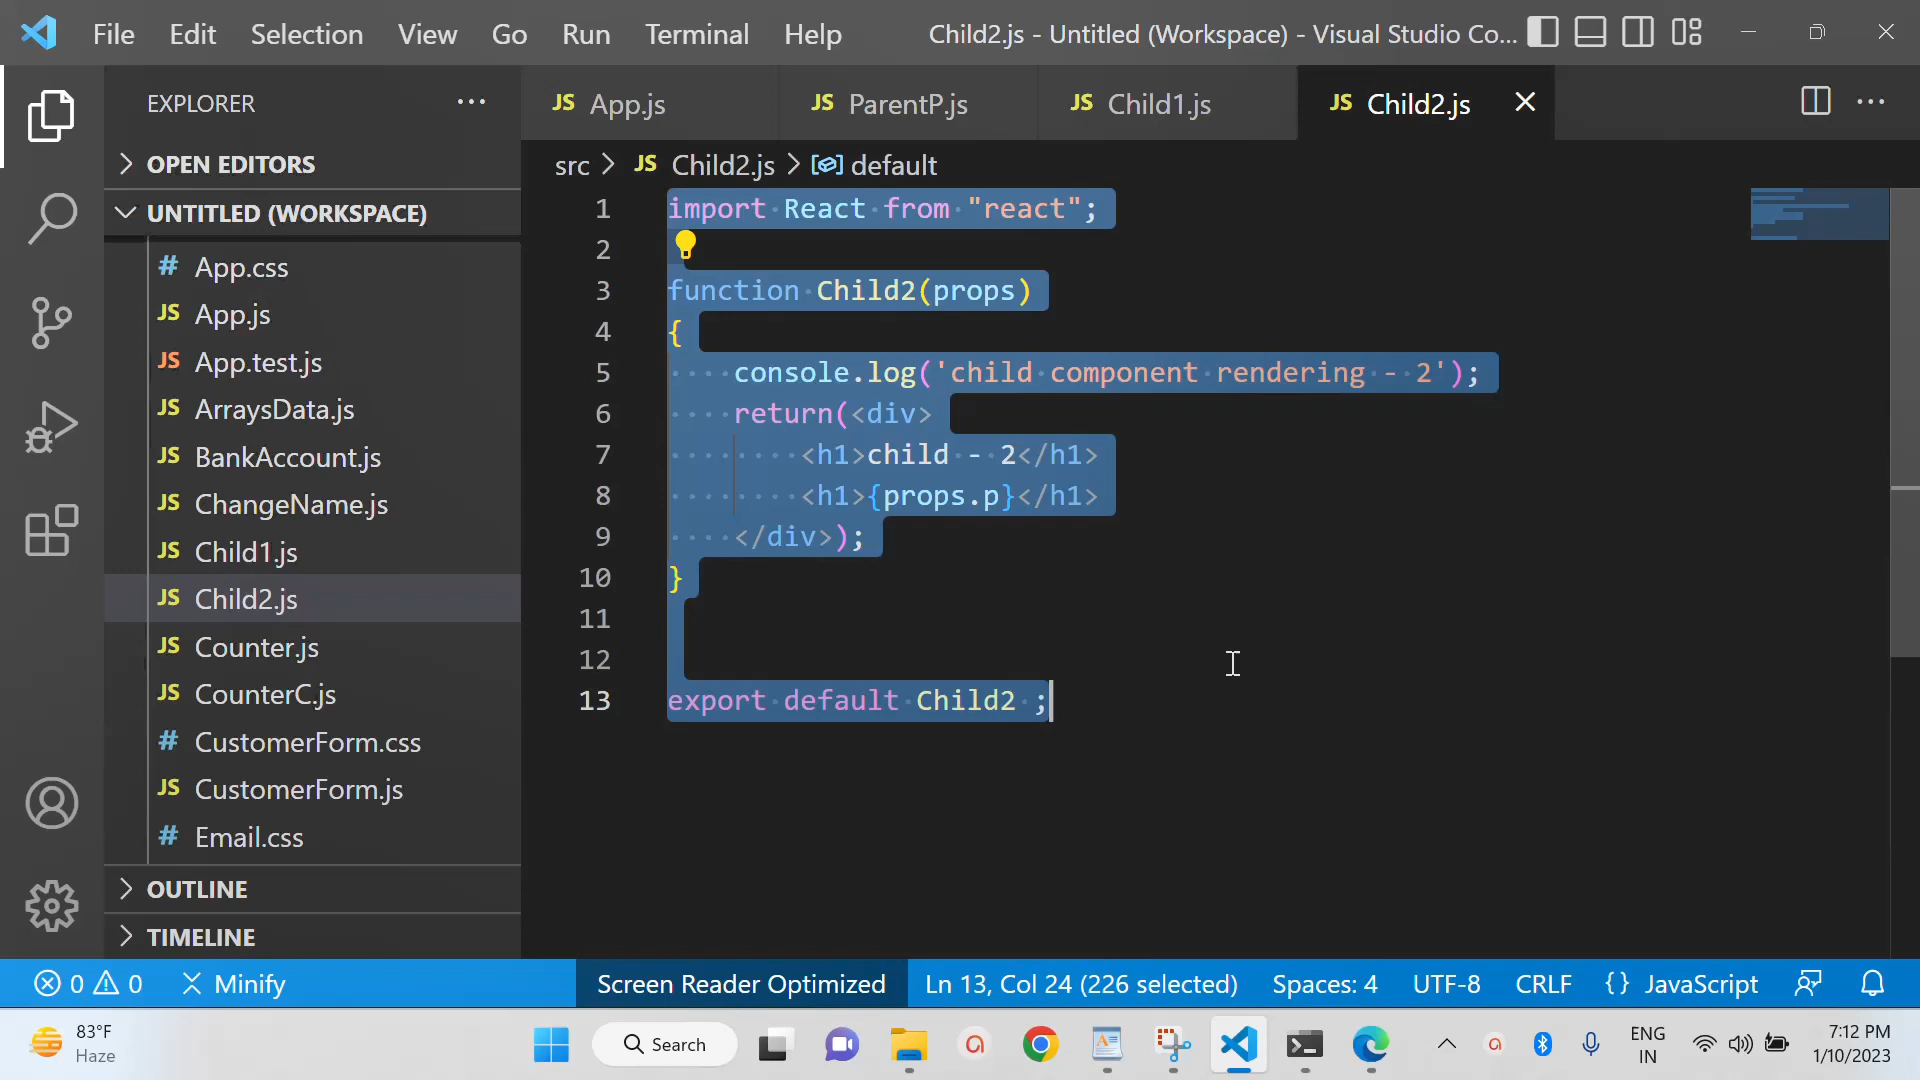 File Edit Selection View Go Run Terminal Help Child2.js - Untitled (Workspace) - Visual Studio Co...
EXPLORER ...
JS App.js JS ParentP.js JS Child1.js JS Child2.js
OPEN EDITORS
src > JS Child2.js > default
UNTITLED (WORKSPACE)
# App.css
JS App.js
JS App.test.js
JS ArraysData.js
JS BankAccount.js
JS ChangeName.js
JS Child1.js
JS Child2.js
JS Counter.js
JS CounterC.js
# CustomerForm.css
JS CustomerForm.js
# Email.css
OUTLINE
TIMELINE
1 import React from "react";
2
3 function Child2(props)
4 {
5 console.log('child component rendering - 2');
6 return(<div>
7 <h1>child - 2</h1>
8 <h1>{props.p}</h1>
9 </div>);
10 }
11
12
13 export default Child2 ;
0 0 Minify Screen Reader Optimized Ln 13, Col 24 (226 selected) Spaces: 4 UTF-8 CRLF {} JavaScript
83°F
Haze
Search
ENG
IN
7:12 PM
1/10/2023